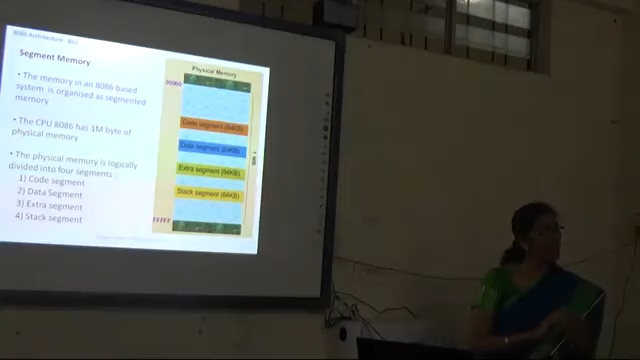 8086 Architecture : BIU
Segment Memory
• The memory in an 8086 based
system is organised as segmented
memory
• The CPU 8086 has 1M byte of
physical memory
• The physical memory is logically
divided into four segments :
1) Code segment
2) Data Segment
3) Extra segment
4) Stack segment
Physical Memory
00000
Code segment (64KB)
Data segment (64KB)
Extra segment (64KB)
Stack segment (64KB)
FFFFF
1 MB